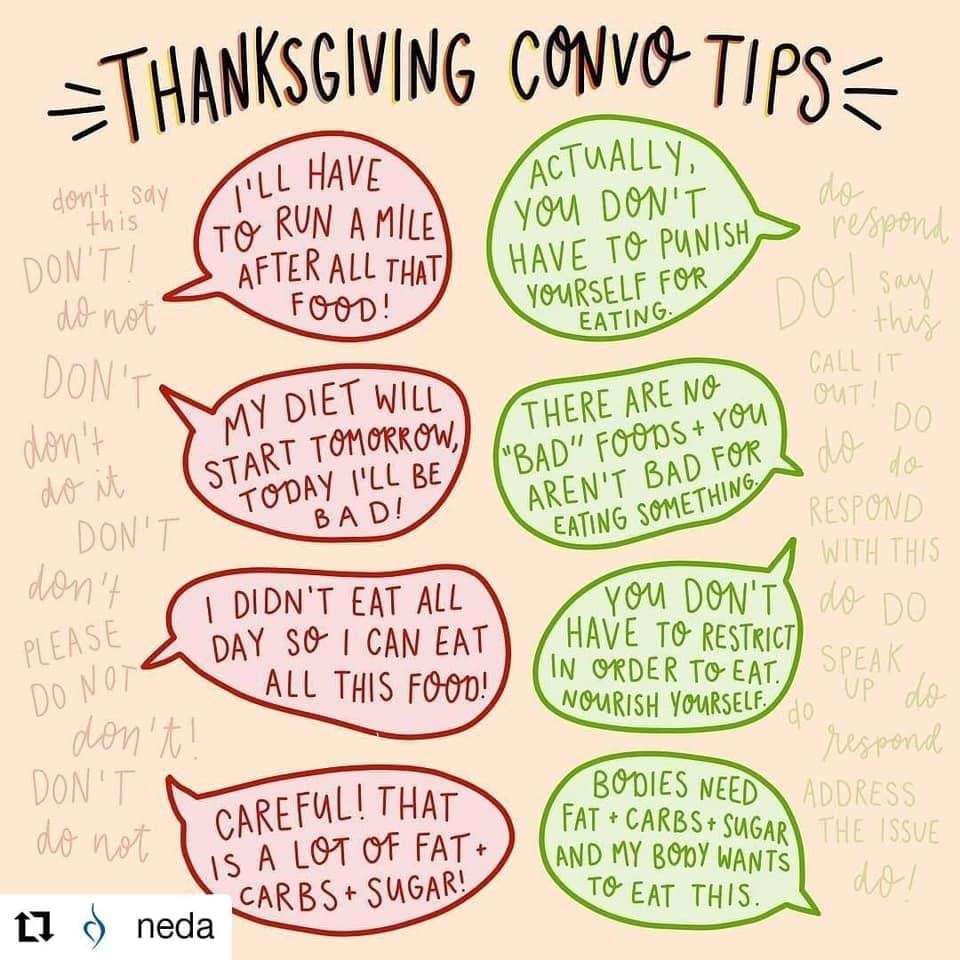 THANKSGIVING CONVO TIPS
don't say
this
DON'T!
do not
DON'T
don't
do it
DON'T
don't
PLEASE
DO NOT
don't!
DON'T
do not
I'LL HAVE
TO RUN A MILE
AFTER ALL THAT
FOOD!
ACTUALLY,
YOU DON'T
HAVE TO PUNISH
YOURSELF FOR
EATING.
MY DIET WILL
START TOMORROW,
TODAY I'LL BE
BAD!
THERE ARE NO
"BAD" FOODS + YOU
AREN'T BAD FOR
EATING SOMETHING.
I DIDN'T EAT ALL
DAY SO I CAN EAT
ALL THIS FOOD!
YOU DON'T
HAVE TO RESTRICT
IN ORDER TO EAT.
NOURISH YOURSELF.
CAREFUL! THAT
IS A LOT OF FAT +
CARBS + SUGAR!
BODIES NEED
FAT + CARBS + SUGAR
AND MY BODY WANTS
TO EAT THIS.
do
respond
DO! say
this
CALL IT
OUT!
DO
do do
RESPOND
WITH THIS
do DO
SPEAK
UP do
do
respond
ADDRESS
THE ISSUE
do!
neda